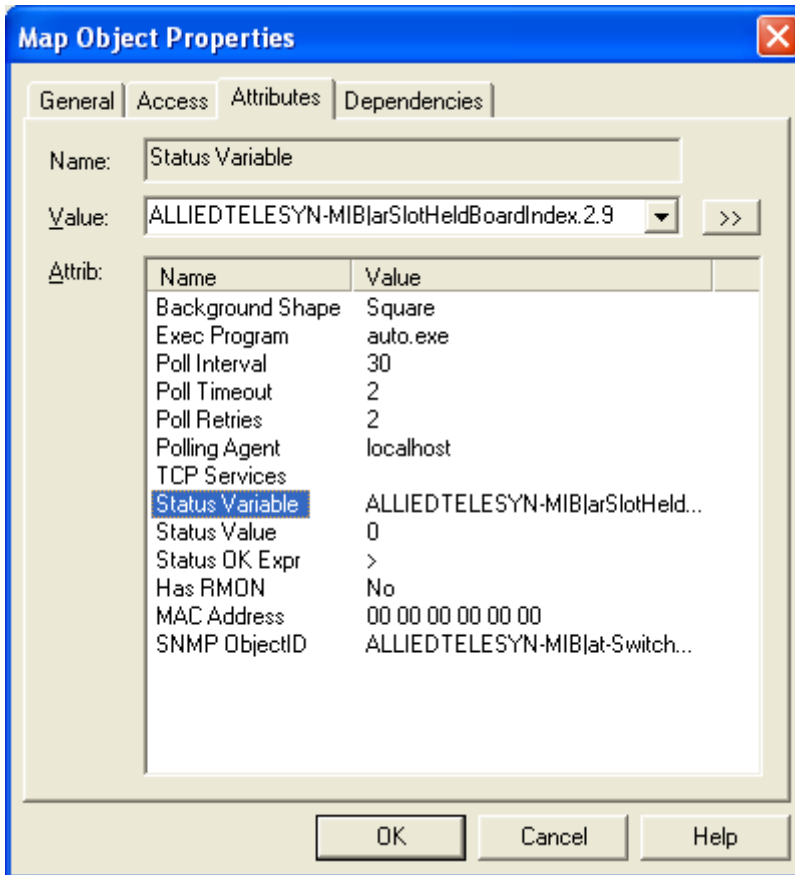 Map Object Properties
General Access Attributes Dependencies
Name: Status Variable
Value: ALLIEDTELESYN-MIB|arSlotHeldBoardIndex.2.9 >>
Attrib: Name Value
Background Shape Square
Exec Program auto.exe
Poll Interval 30
Poll Timeout 2
Poll Retries 2
Polling Agent localhost
TCP Services
Status Variable ALLIEDTELESYN-MIB|arSlotHeld...
Status Value 0
Status OK Expr >
Has RMON No
MAC Address 00 00 00 00 00 00
SNMP ObjectID ALLIEDTELESYN-MIB|at-Switch...
OK Cancel Help